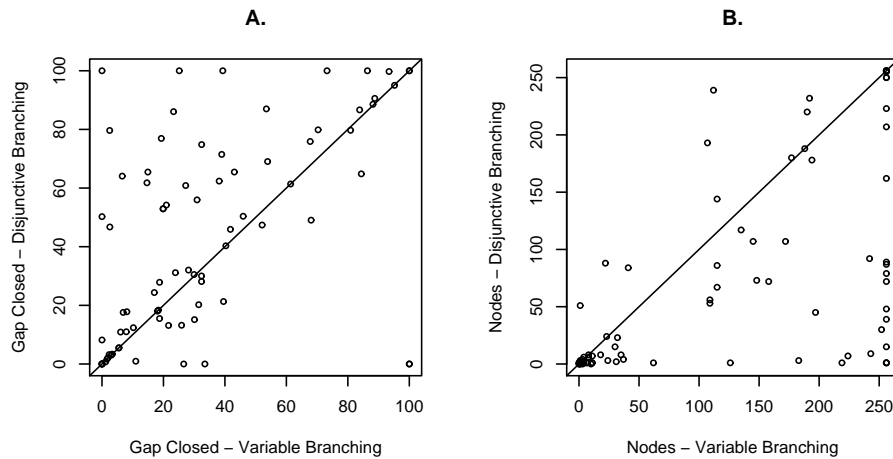 A.
100
80
60
40
20
0
Gap Closed − Disjunctive Branching
0 20 40 60 80 100
Gap Closed − Variable Branching
B.
250
200
150
100
50
0
Nodes − Disjunctive Branching
0 50 100 150 200 250
Nodes − Variable Branching